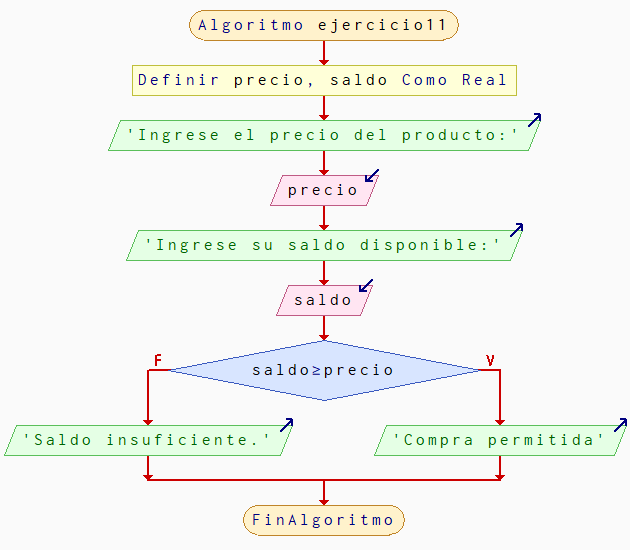 Algoritmo ejercicio11
Definir precio, saldo Como Real
'Ingrese el precio del producto:'
precio
'Ingrese su saldo disponible:'
saldo
F
V
saldo≥precio
'Saldo insuficiente.'
'Compra permitida'
FinAlgoritmo